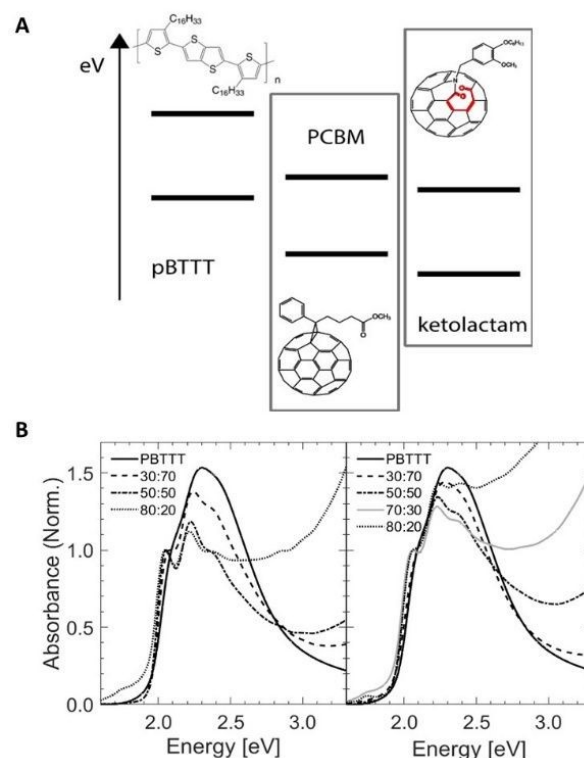 A
eV
C₁₆H₃₃
S
S
S
S
n
C₁₆H₃₃
pBTTT
PCBM
OCH₃
O
OC₆H₁₃
OCH₃
N
O
O
ketolactam
B
Absorbance (Norm.)
1.5
1.0
0.5
0.0
PBTTT
30:70
50:50
80:20
2.0 2.5 3.0
Energy [eV]
PBTTT
30:70
50:50
70:30
80:20
2.0 2.5 3.0
Energy [eV]